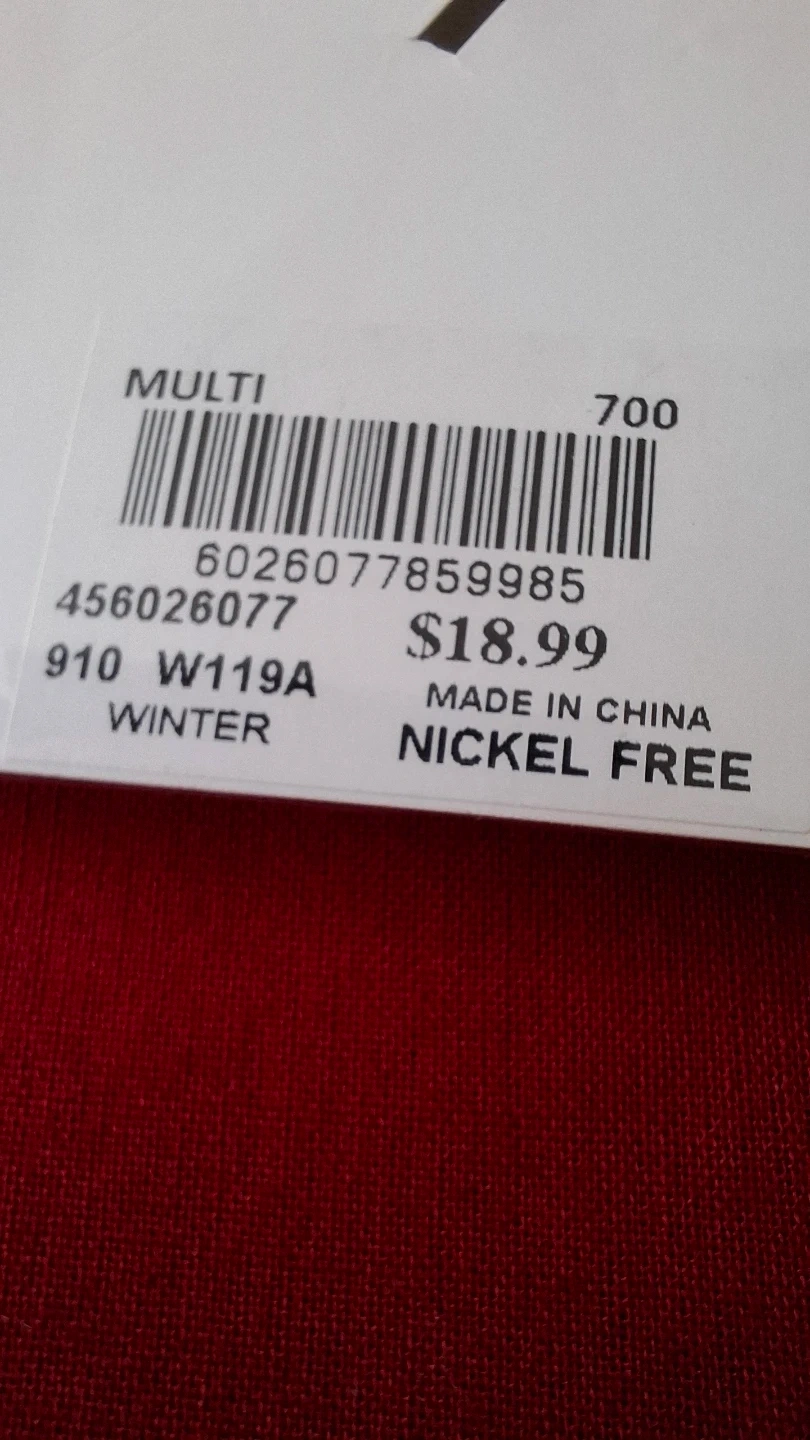 MULTI 700
6026077859985
456026077 $18.99
910 W119A MADE IN CHINA
WINTER NICKEL FREE